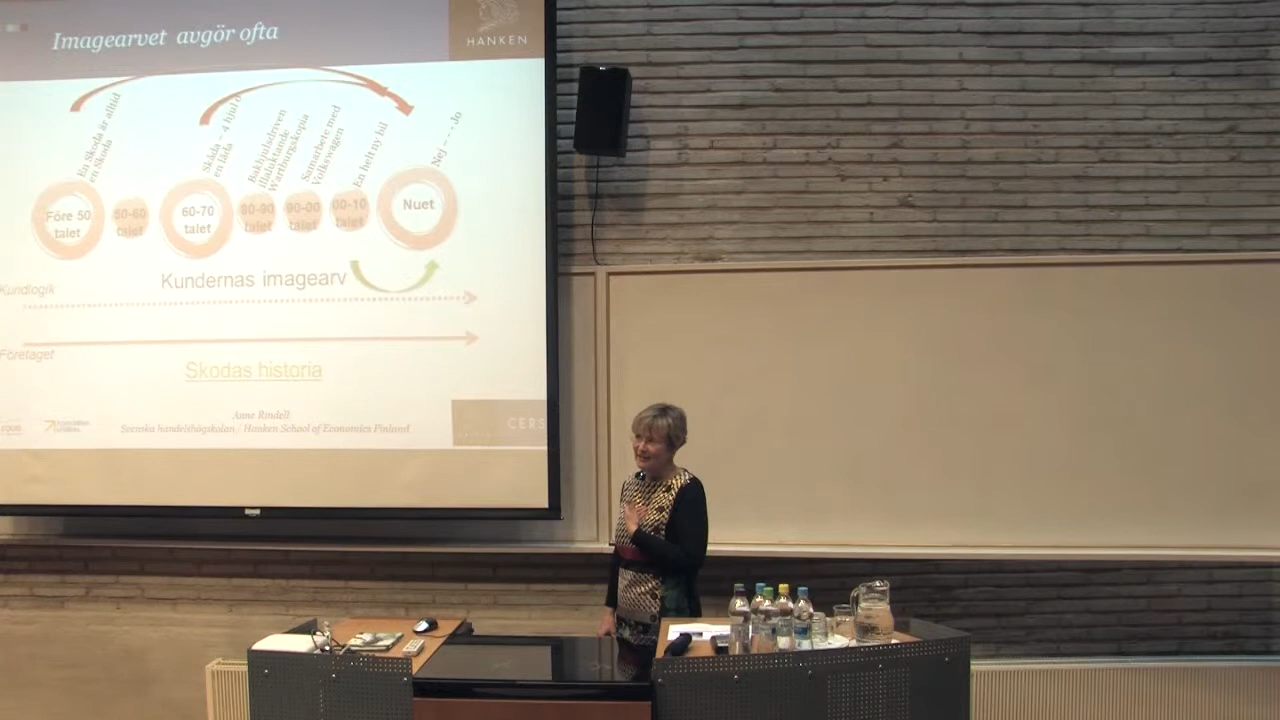 Imagearvet avgör ofta
HANKEN
En Skoda är alltid
en Skoda
Skåda – 4 hjul o
en låda
Bakhjulsdriven
illaluktande
Wartburgskopia
Samarbete med
Volkswagen
En helt ny bil
Nej - - - Jo
Före 50
talet
50-60
talet
60-70
talet
80-90
talet
90-00
talet
00-10
talet
Nuet
Kundernas imagearv
Kundlogik
Företaget
Skodas historia
Anne Rindell
Svenska handelshögskolan / Hanken School of Economics Finland
CERS